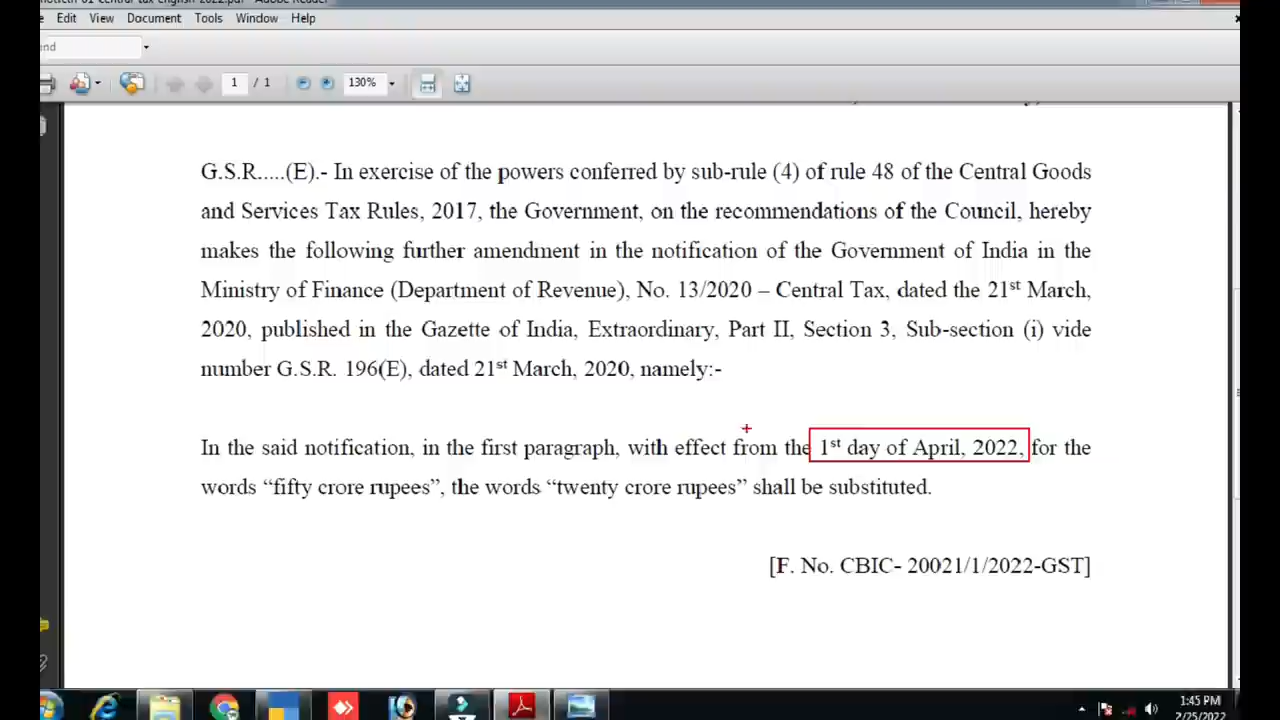 Edit View Document Tools Window Help
1 / 1 130%
G.S.R.....(E).- In exercise of the powers conferred by sub-rule (4) of rule 48 of the Central Goods
and Services Tax Rules, 2017, the Government, on the recommendations of the Council, hereby
makes the following further amendment in the notification of the Government of India in the
Ministry of Finance (Department of Revenue), No. 13/2020 – Central Tax, dated the 21st March,
2020, published in the Gazette of India, Extraordinary, Part II, Section 3, Sub-section (i) vide
number G.S.R. 196(E), dated 21st March, 2020, namely:-
In the said notification, in the first paragraph, with effect from the 1st day of April, 2022, for the
words “fifty crore rupees”, the words “twenty crore rupees” shall be substituted.
[F. No. CBIC- 20021/1/2022-GST]
1:45 PM
2/25/2022